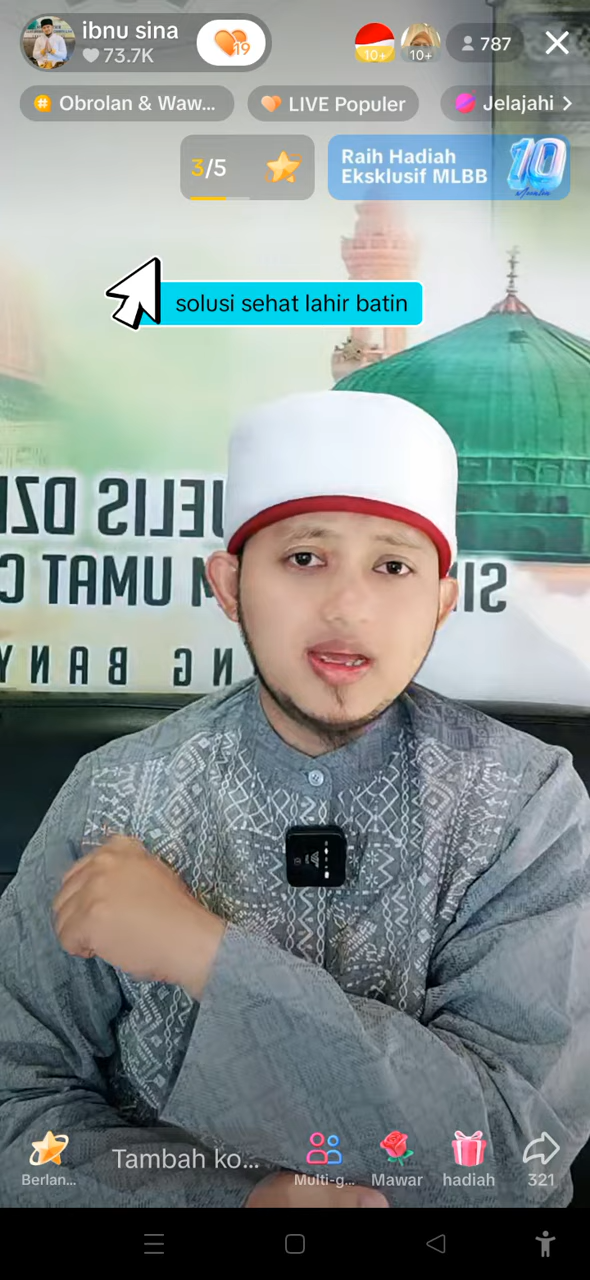 ibnu sina
73.7K
19
10+
10+
787
Obrolan & Waw...
LIVE Populer
Jelajahi
3/5
Raih Hadiah
Eksklusif MLBB
10
solusi sehat lahir batin
UMAT
Tambah ko...
Berlan...
Multi-g...
Mawar
hadiah
321